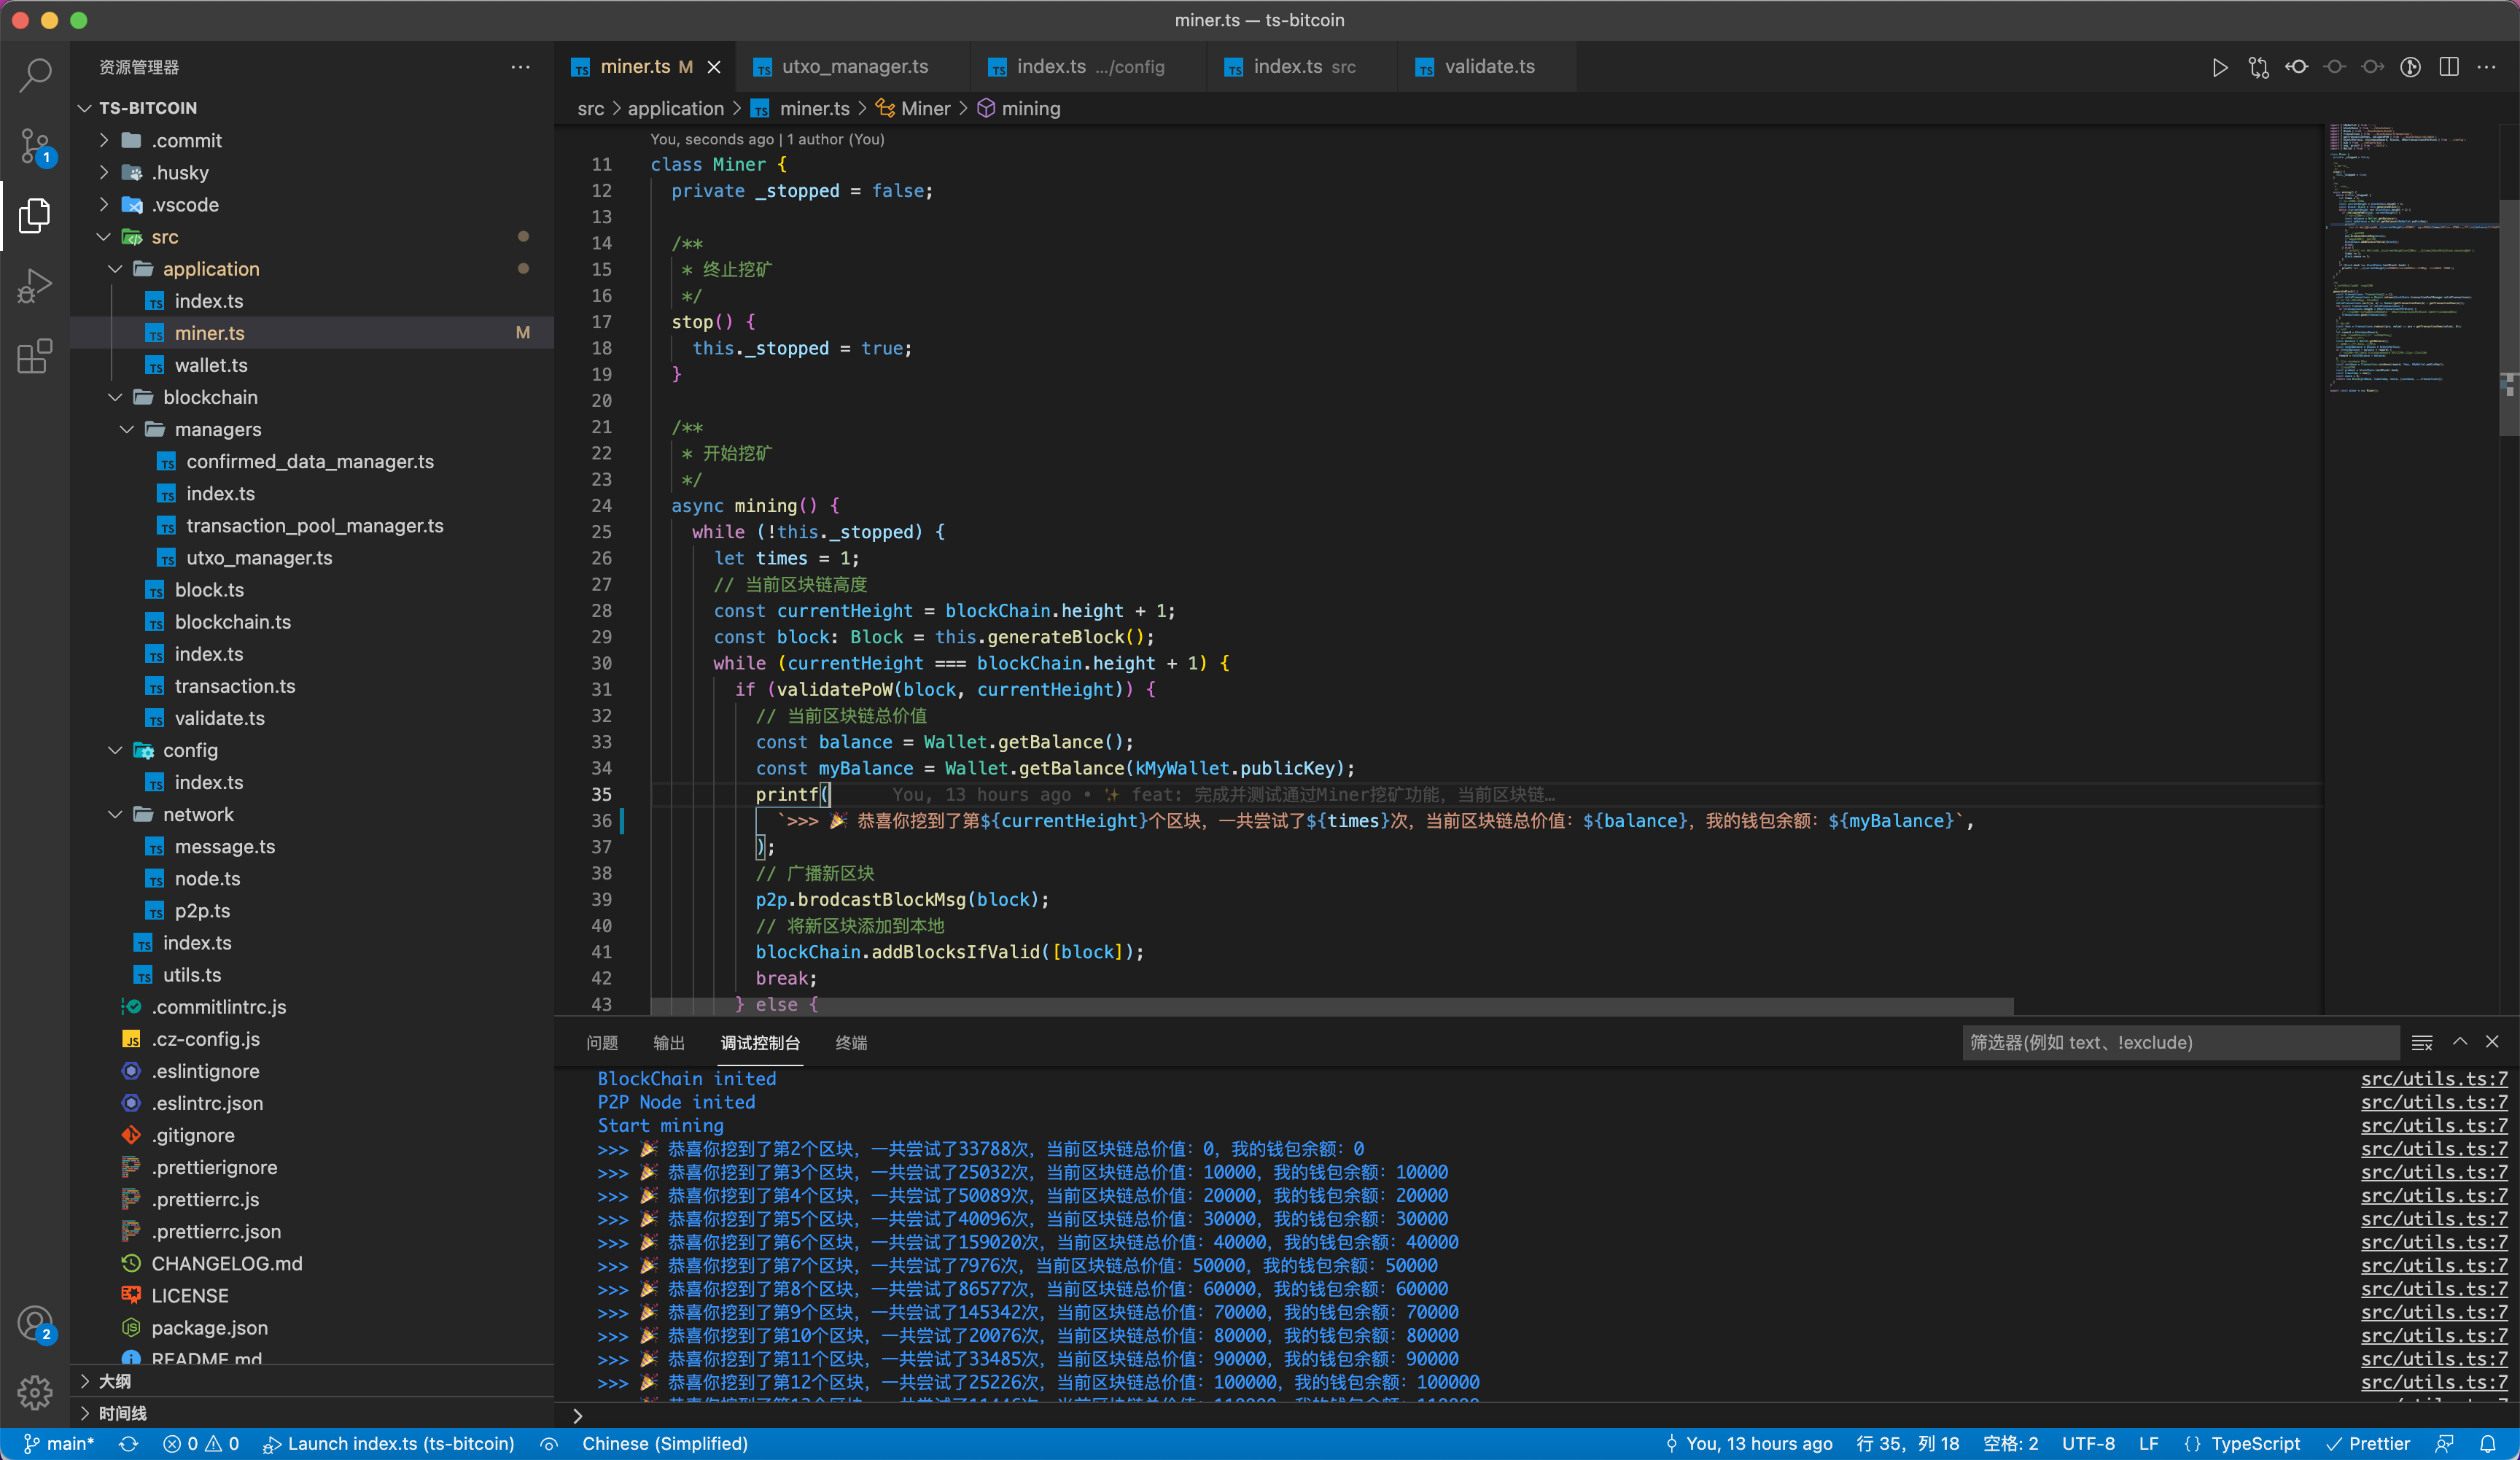 miner.ts — ts-bitcoin
资源管理器
TS-BITCOIN
.commit
.husky
.vscode
src
application
index.ts
miner.ts M
wallet.ts
blockchain
managers
confirmed_data_manager.ts
index.ts
transaction_pool_manager.ts
utxo_manager.ts
block.ts
blockchain.ts
index.ts
transaction.ts
validate.ts
config
index.ts
network
message.ts
node.ts
p2p.ts
index.ts
utils.ts
.commitlintrc.js
.cz-config.js
.eslintignore
.eslintrc.json
.gitignore
.prettierignore
.prettierrc.js
.prettierrc.json
CHANGELOG.md
LICENSE
package.json
README.md
大纲
时间线
1
2
miner.ts M utxo_manager.ts index.ts .../config index.ts src validate.ts
src > application > miner.ts > Miner > mining
You, seconds ago | 1 author (You)
11 class Miner {
12 private _stopped = false;
13
14 /**
15 * 终止挖矿
16 */
17 stop() {
18 this._stopped = true;
19 }
20
21 /**
22 * 开始挖矿
23 */
24 async mining() {
25 while (!this._stopped) {
26 let times = 1;
27 // 当前区块链高度
28 const currentHeight = blockChain.height + 1;
29 const block: Block = this.generateBlock();
30 while (currentHeight === blockChain.height + 1) {
31 if (validatePoW(block, currentHeight)) {
32 // 当前区块链总价值
33 const balance = Wallet.getBalance();
34 const myBalance = Wallet.getBalance(kMyWallet.publicKey);
35 printf( You, 13 hours ago • ✨ feat: 完成并测试通过Miner挖矿功能，当前区块链…
36 `>>> 🎉 恭喜你挖到了第${currentHeight}个区块，一共尝试了${times}次，当前区块链总价值：${balance}，我的钱包余额：${myBalance}`,
37 );
38 // 广播新区块
39 p2p.brodcastBlockMsg(block);
40 // 将新区块添加到本地
41 blockChain.addBlocksIfValid([block]);
42 break;
43 } else {
问题 输出 调试控制台 终端 筛选器(例如 text、!exclude)
BlockChain inited src/utils.ts:7
P2P Node inited src/utils.ts:7
Start mining src/utils.ts:7
>>> 🎉 恭喜你挖到了第2个区块，一共尝试了33788次，当前区块链总价值：0，我的钱包余额：0 src/utils.ts:7
>>> 🎉 恭喜你挖到了第3个区块，一共尝试了25032次，当前区块链总价值：10000，我的钱包余额：10000 src/utils.ts:7
>>> 🎉 恭喜你挖到了第4个区块，一共尝试了50089次，当前区块链总价值：20000，我的钱包余额：20000 src/utils.ts:7
>>> 🎉 恭喜你挖到了第5个区块，一共尝试了40096次，当前区块链总价值：30000，我的钱包余额：30000 src/utils.ts:7
>>> 🎉 恭喜你挖到了第6个区块，一共尝试了159020次，当前区块链总价值：40000，我的钱包余额：40000 src/utils.ts:7
>>> 🎉 恭喜你挖到了第7个区块，一共尝试了7976次，当前区块链总价值：50000，我的钱包余额：50000 src/utils.ts:7
>>> 🎉 恭喜你挖到了第8个区块，一共尝试了86577次，当前区块链总价值：60000，我的钱包余额：60000 src/utils.ts:7
>>> 🎉 恭喜你挖到了第9个区块，一共尝试了145342次，当前区块链总价值：70000，我的钱包余额：70000 src/utils.ts:7
>>> 🎉 恭喜你挖到了第10个区块，一共尝试了20076次，当前区块链总价值：80000，我的钱包余额：80000 src/utils.ts:7
>>> 🎉 恭喜你挖到了第11个区块，一共尝试了33485次，当前区块链总价值：90000，我的钱包余额：90000 src/utils.ts:7
>>> 🎉 恭喜你挖到了第12个区块，一共尝试了25226次，当前区块链总价值：100000，我的钱包余额：100000 src/utils.ts:7
main* 0 0 Launch index.ts (ts-bitcoin) Chinese (Simplified) You, 13 hours ago 行 35，列 18 空格: 2 UTF-8 LF {} TypeScript Prettier